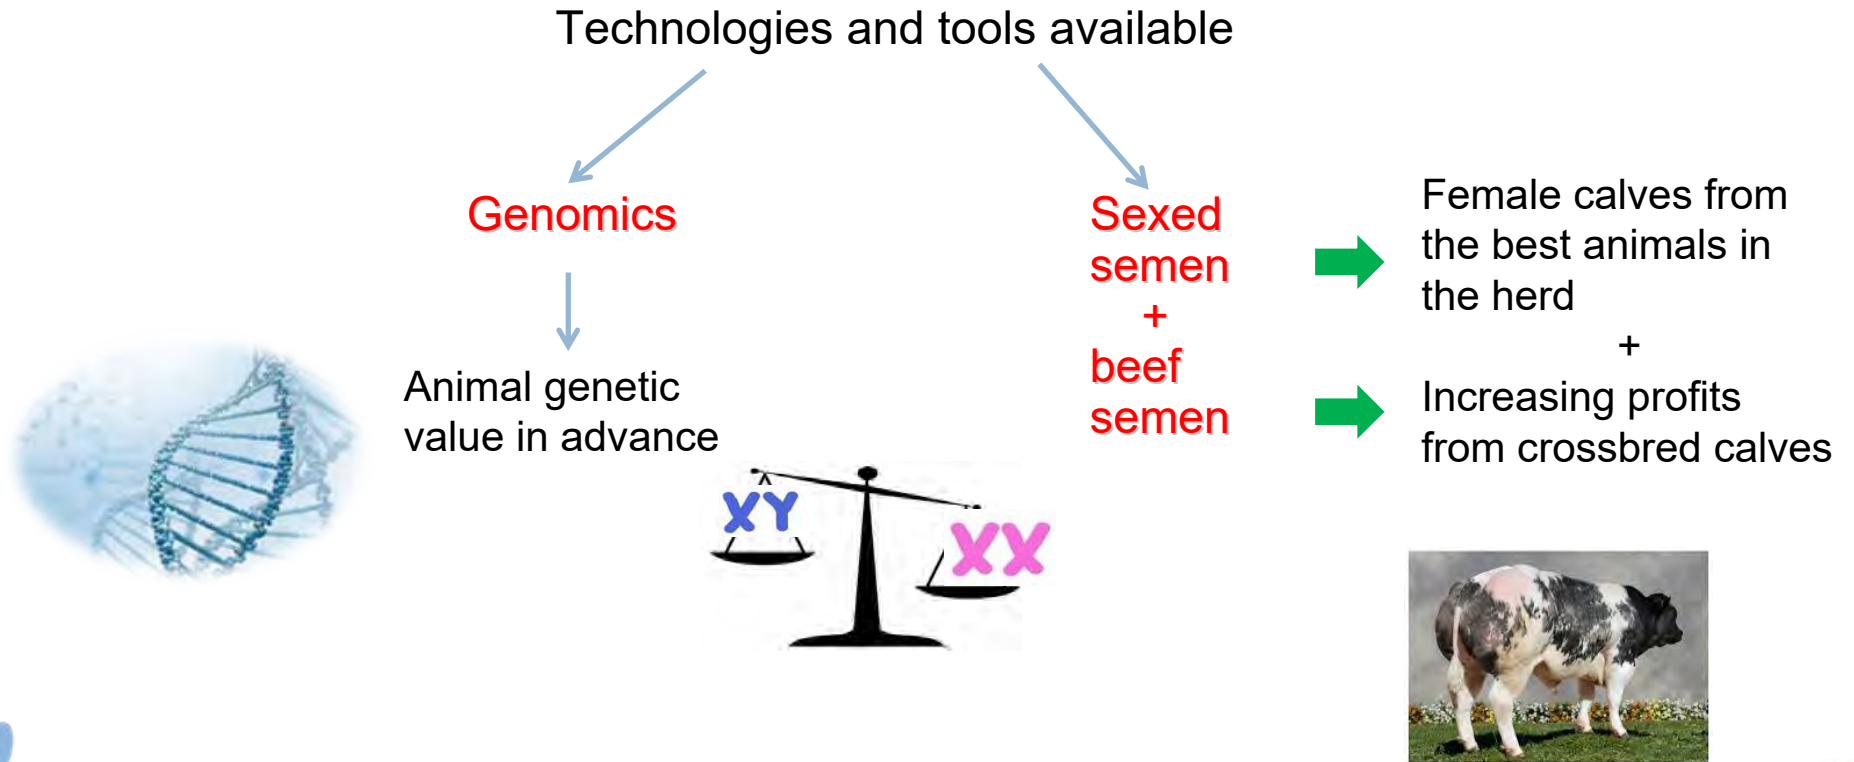 Technologies and tools available
Genomics
Animal genetic
value in advance
XY
XX
Sexed
semen
+
beef
semen
Female calves from
the best animals in
the herd
+
Increasing profits
from crossbred calves